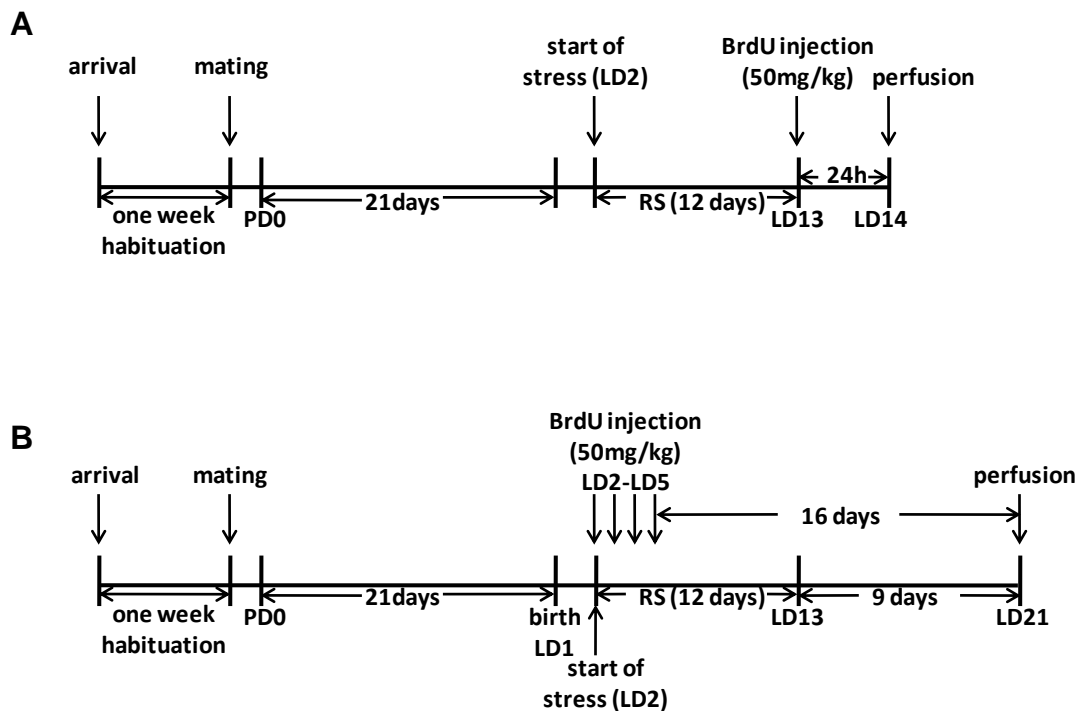 A
arrival
mating
start of
stress (LD2)
BrdU injection
(50mg/kg)
perfusion
one week
habituation
PD0
21days
RS (12 days)
LD13
24h
LD14
B
arrival
mating
BrdU injection
(50mg/kg)
LD2-LD5
perfusion
16 days
one week
habituation
PD0
21days
birth
LD1
start of
stress (LD2)
RS (12 days)
LD13
9 days
LD21